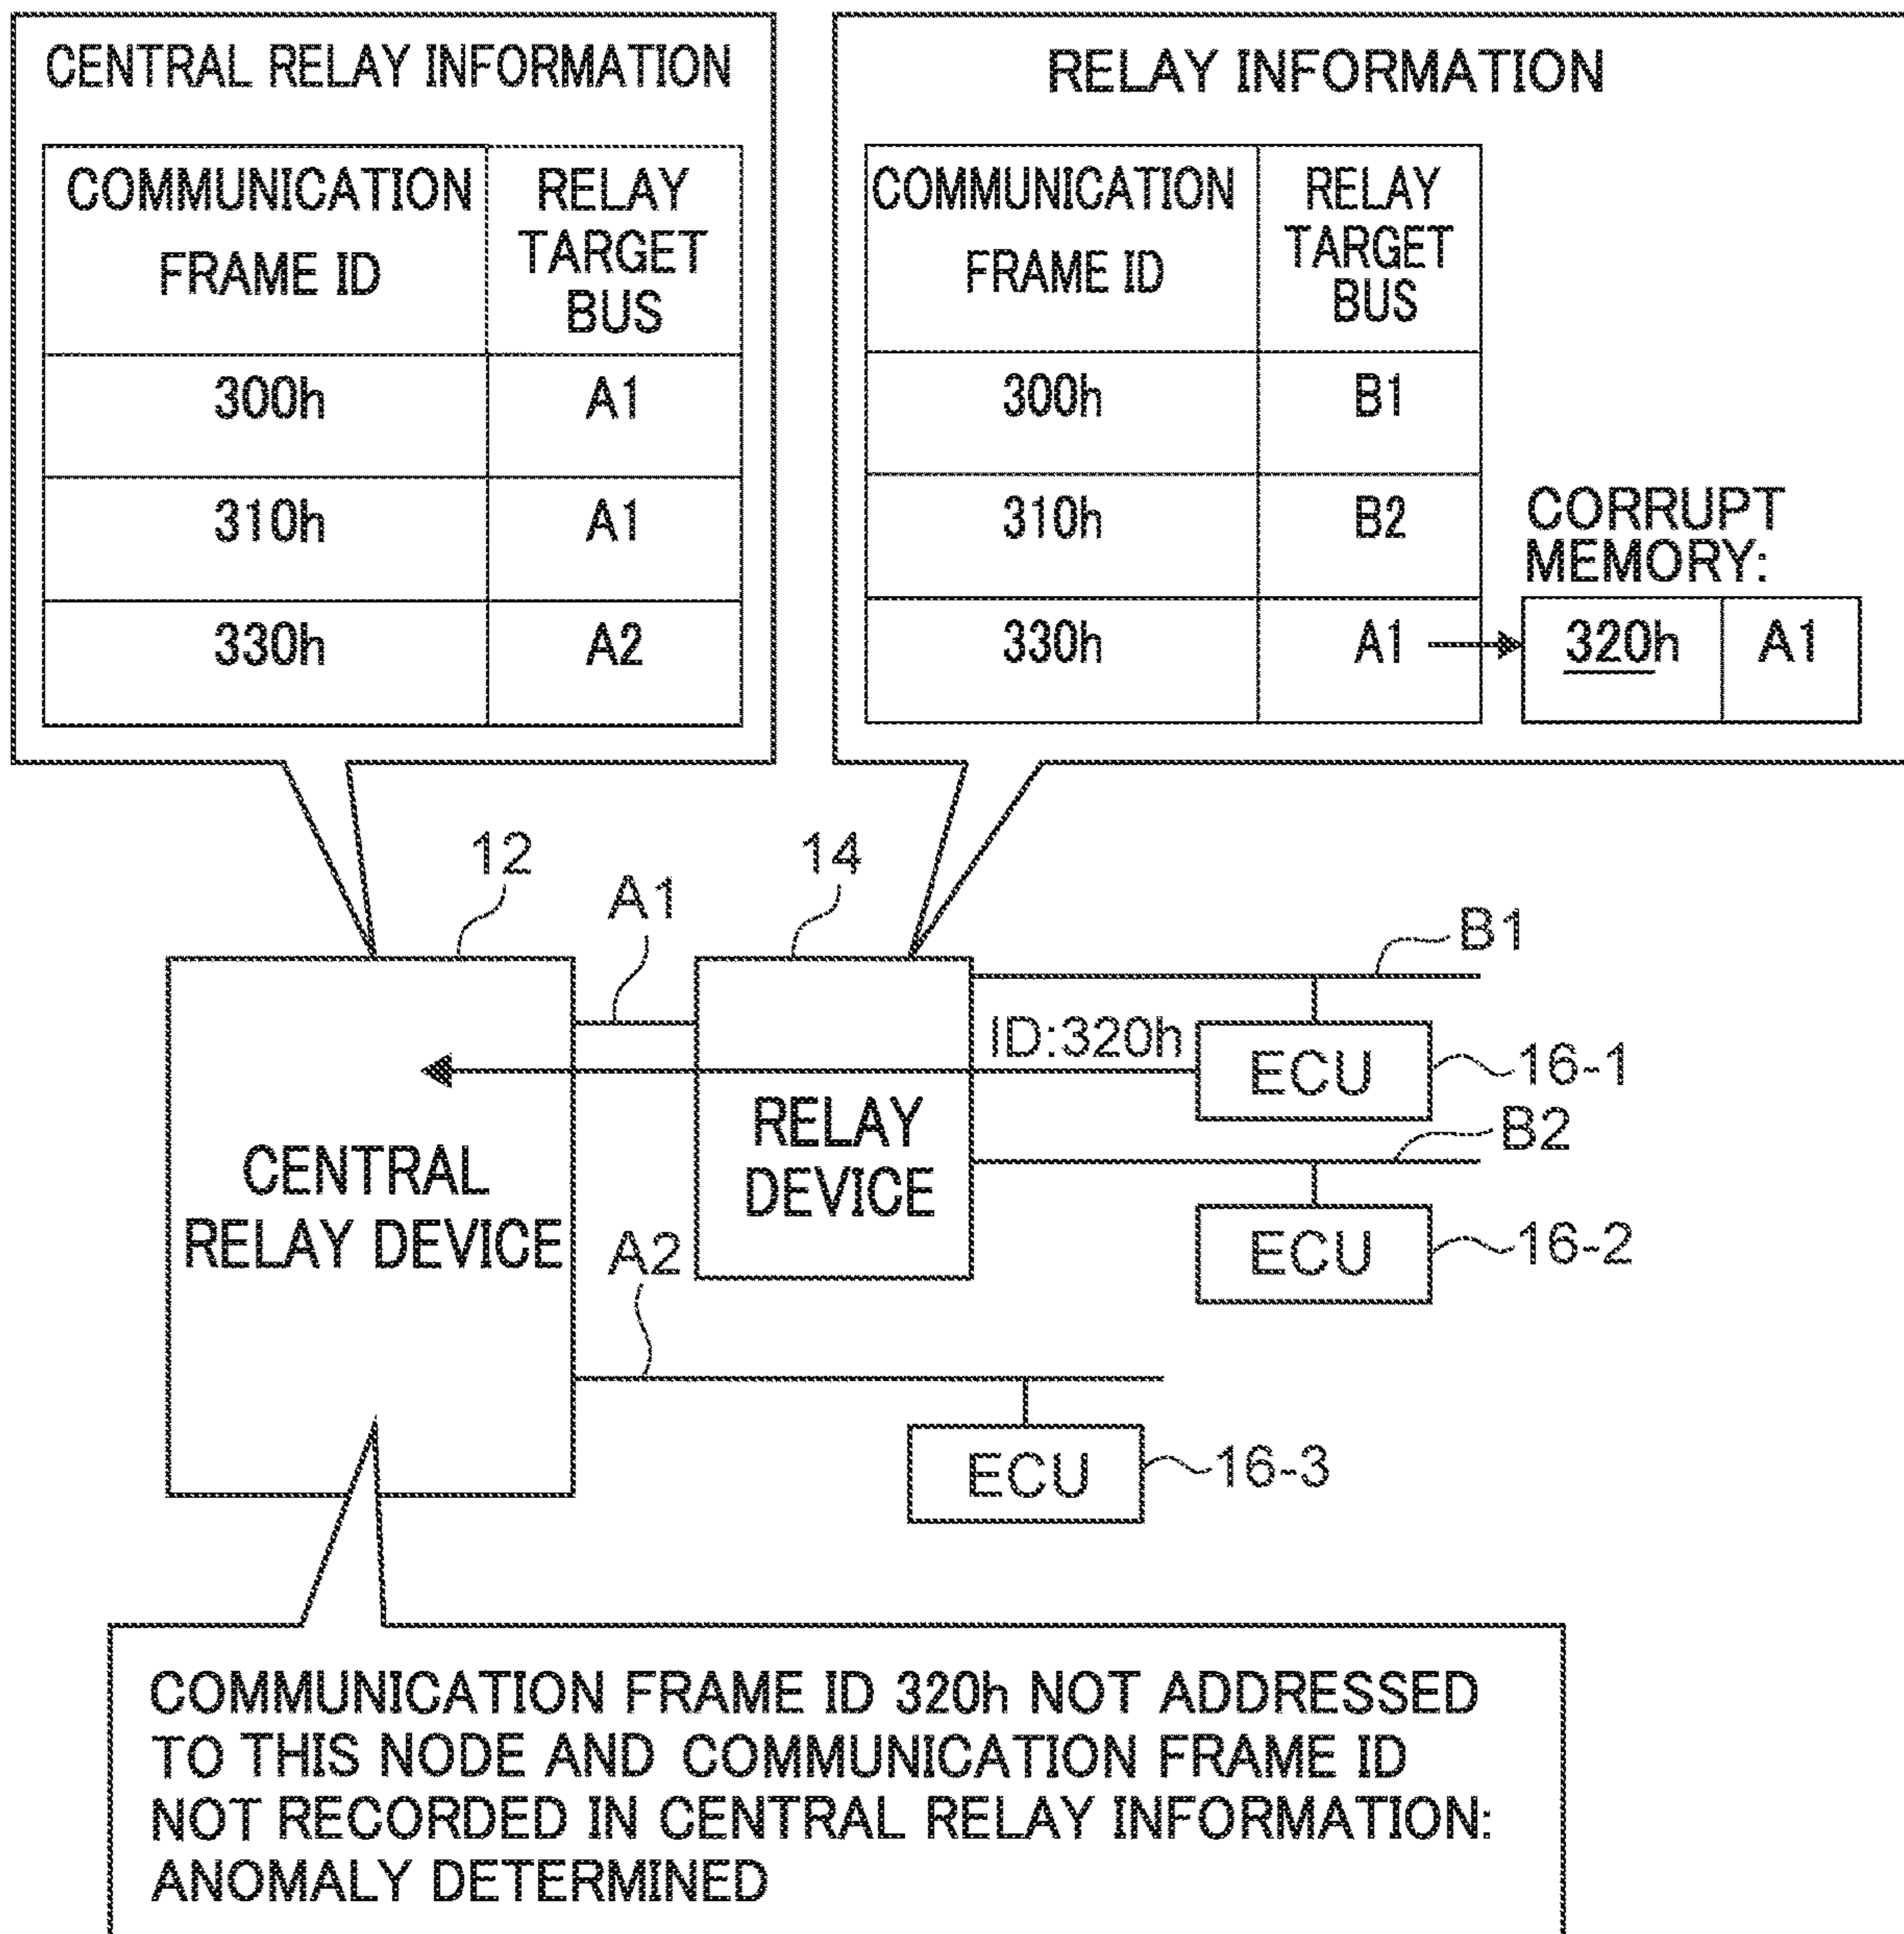 CENTRAL RELAY INFORMATION
COMMUNICATION
FRAME ID
RELAY
TARGET
BUS
300h
A1
310h
A1
330h
A2
RELAY INFORMATION
COMMUNICATION
FRAME ID
RELAY
TARGET
BUS
300h
B1
310h
B2
330h
A1
CORRUPT
MEMORY:
320h
A1
12
A1
14
B1
ID:320h
ECU
16-1
RELAY
DEVICE
B2
CENTRAL
RELAY DEVICE
A2
ECU
16-2
ECU
16-3
COMMUNICATION FRAME ID 320h NOT ADDRESSED
TO THIS NODE AND COMMUNICATION FRAME ID
NOT RECORDED IN CENTRAL RELAY INFORMATION:
ANOMALY DETERMINED